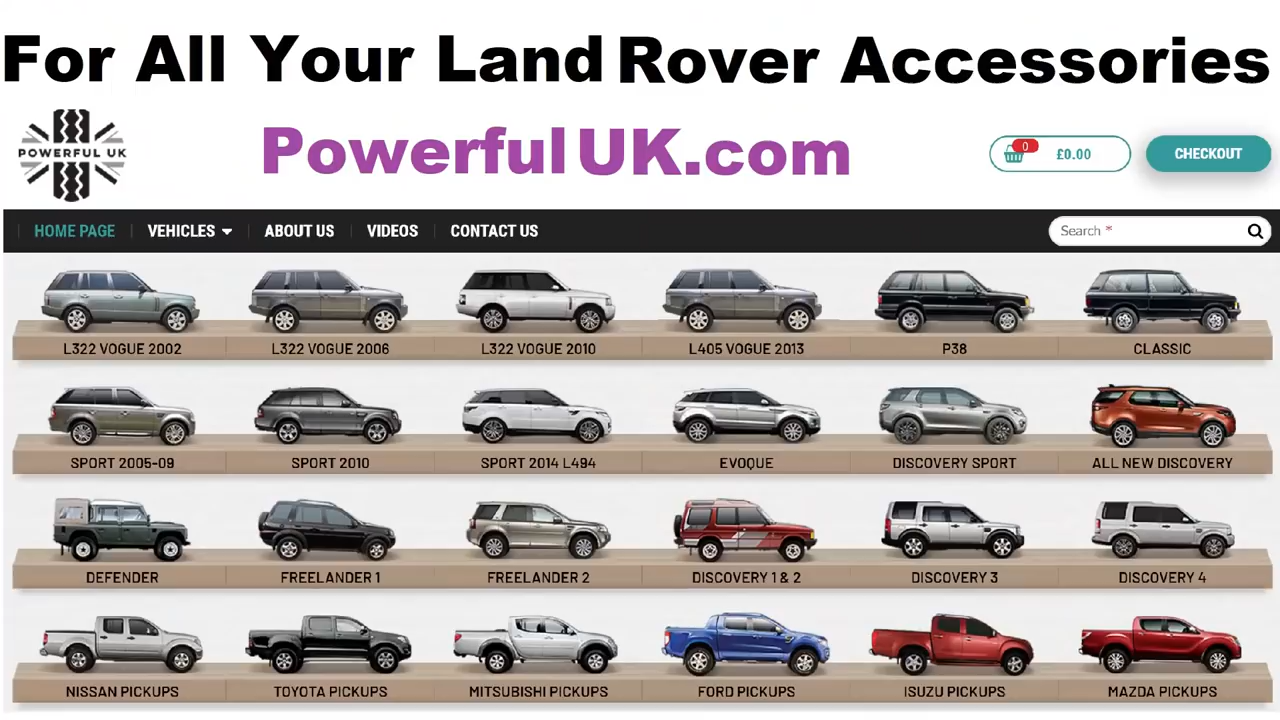 For All Your Land Rover Accessories
POWERFUL UK
PowerfulUK.com
0
£0.00
CHECKOUT
HOME PAGE VEHICLES ABOUT US VIDEOS CONTACT US Search *
L322 VOGUE 2002 L322 VOGUE 2006 L322 VOGUE 2010 L405 VOGUE 2013 P38 CLASSIC
SPORT 2005-09 SPORT 2010 SPORT 2014 L494 EVOQUE DISCOVERY SPORT ALL NEW DISCOVERY
DEFENDER FREELANDER 1 FREELANDER 2 DISCOVERY 1 & 2 DISCOVERY 3 DISCOVERY 4
NISSAN PICKUPS TOYOTA PICKUPS MITSUBISHI PICKUPS FORD PICKUPS ISUZU PICKUPS MAZDA PICKUPS